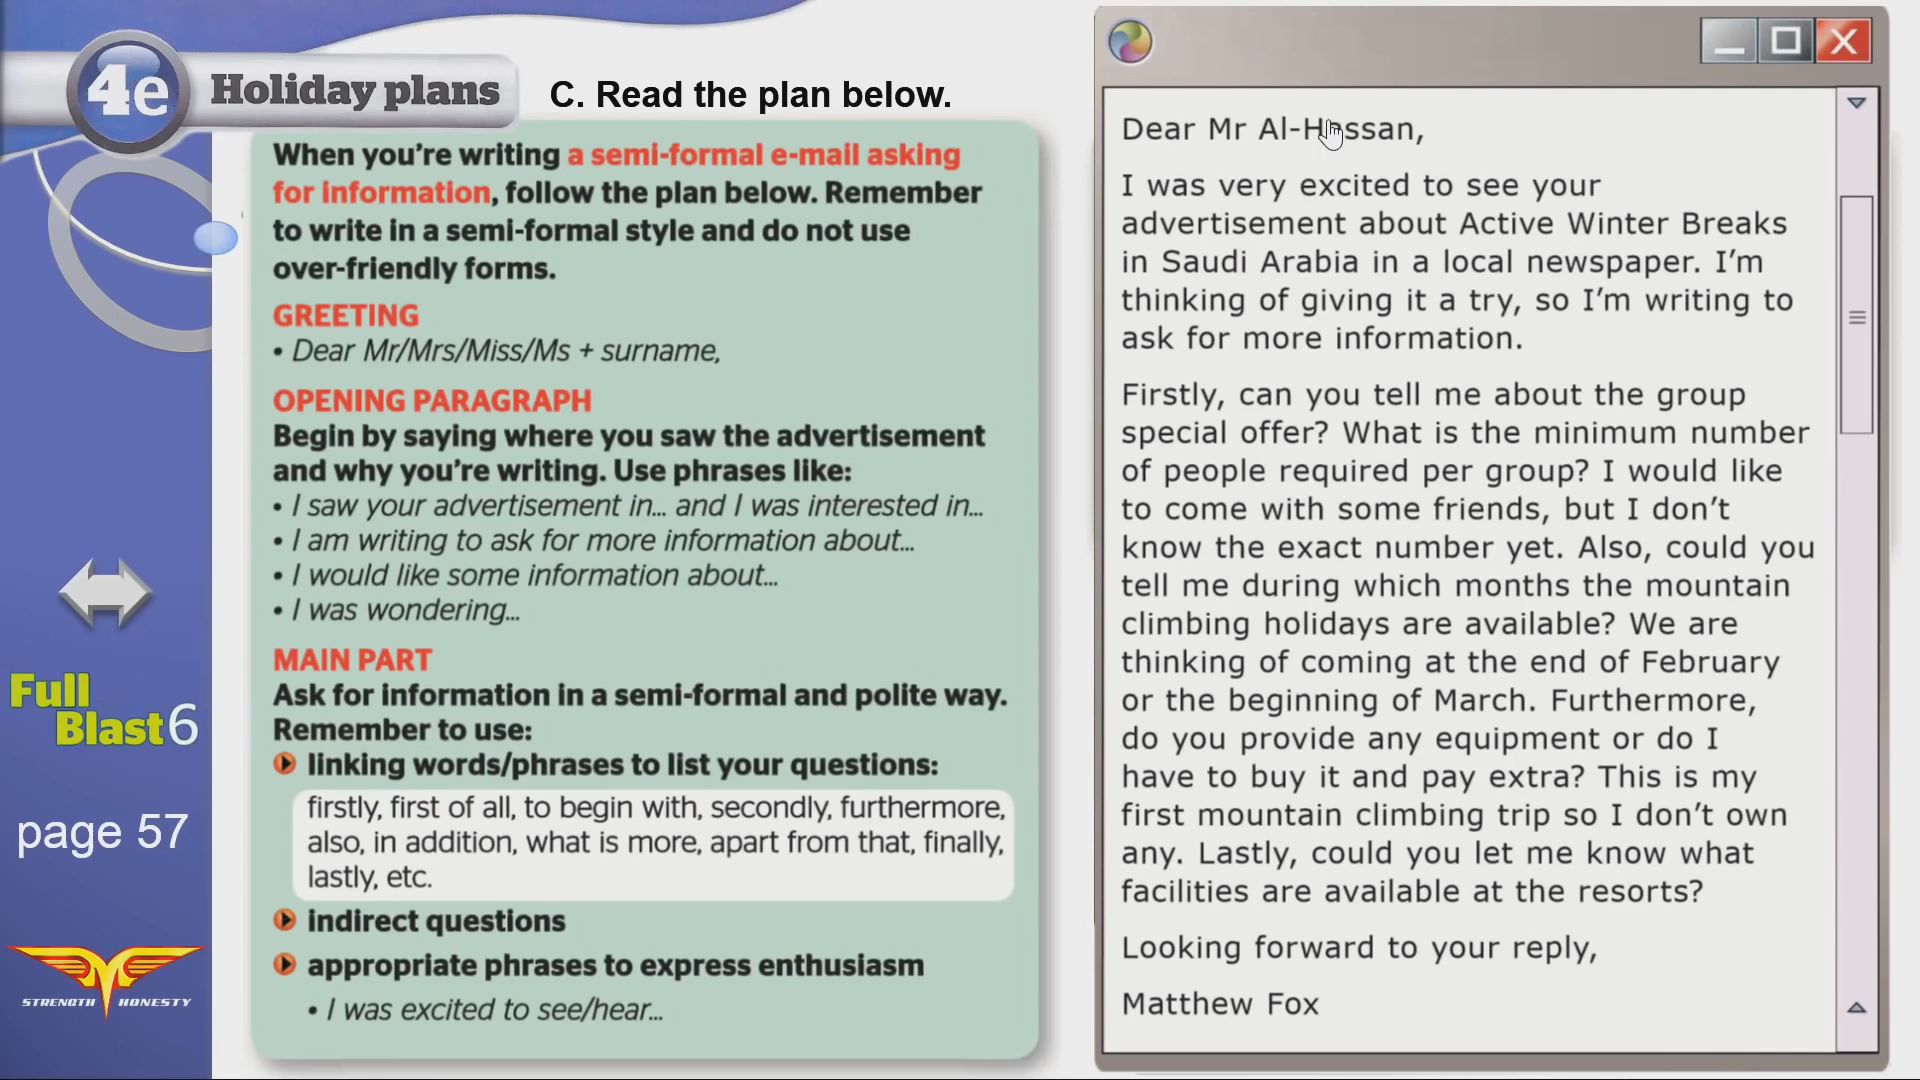 4e Holiday plans
C. Read the plan below.
When you're writing a semi-formal e-mail asking
for information, follow the plan below. Remember
to write in a semi-formal style and do not use
over-friendly forms.
GREETING
• Dear Mr/Mrs/Miss/Ms + surname,
OPENING PARAGRAPH
Begin by saying where you saw the advertisement
and why you're writing. Use phrases like:
• I saw your advertisement in... and I was interested in...
• I am writing to ask for more information about...
• I would like some information about...
• I was wondering...
MAIN PART
Ask for information in a semi-formal and polite way.
Remember to use:
linking words/phrases to list your questions:
firstly, first of all, to begin with, secondly, furthermore,
also, in addition, what is more, apart from that, finally,
lastly, etc.
indirect questions
appropriate phrases to express enthusiasm
• I was excited to see/hear...
Dear Mr Al-Hassan,
I was very excited to see your
advertisement about Active Winter Breaks
in Saudi Arabia in a local newspaper. I'm
thinking of giving it a try, so I'm writing to
ask for more information.
Firstly, can you tell me about the group
special offer? What is the minimum number
of people required per group? I would like
to come with some friends, but I don't
know the exact number yet. Also, could you
tell me during which months the mountain
climbing holidays are available? We are
thinking of coming at the end of February
or the beginning of March. Furthermore,
do you provide any equipment or do I
have to buy it and pay extra? This is my
first mountain climbing trip so I don't own
any. Lastly, could you let me know what
facilities are available at the resorts?
Looking forward to your reply,
Matthew Fox
Full
Blast 6
page 57
STRENGTH HONESTY